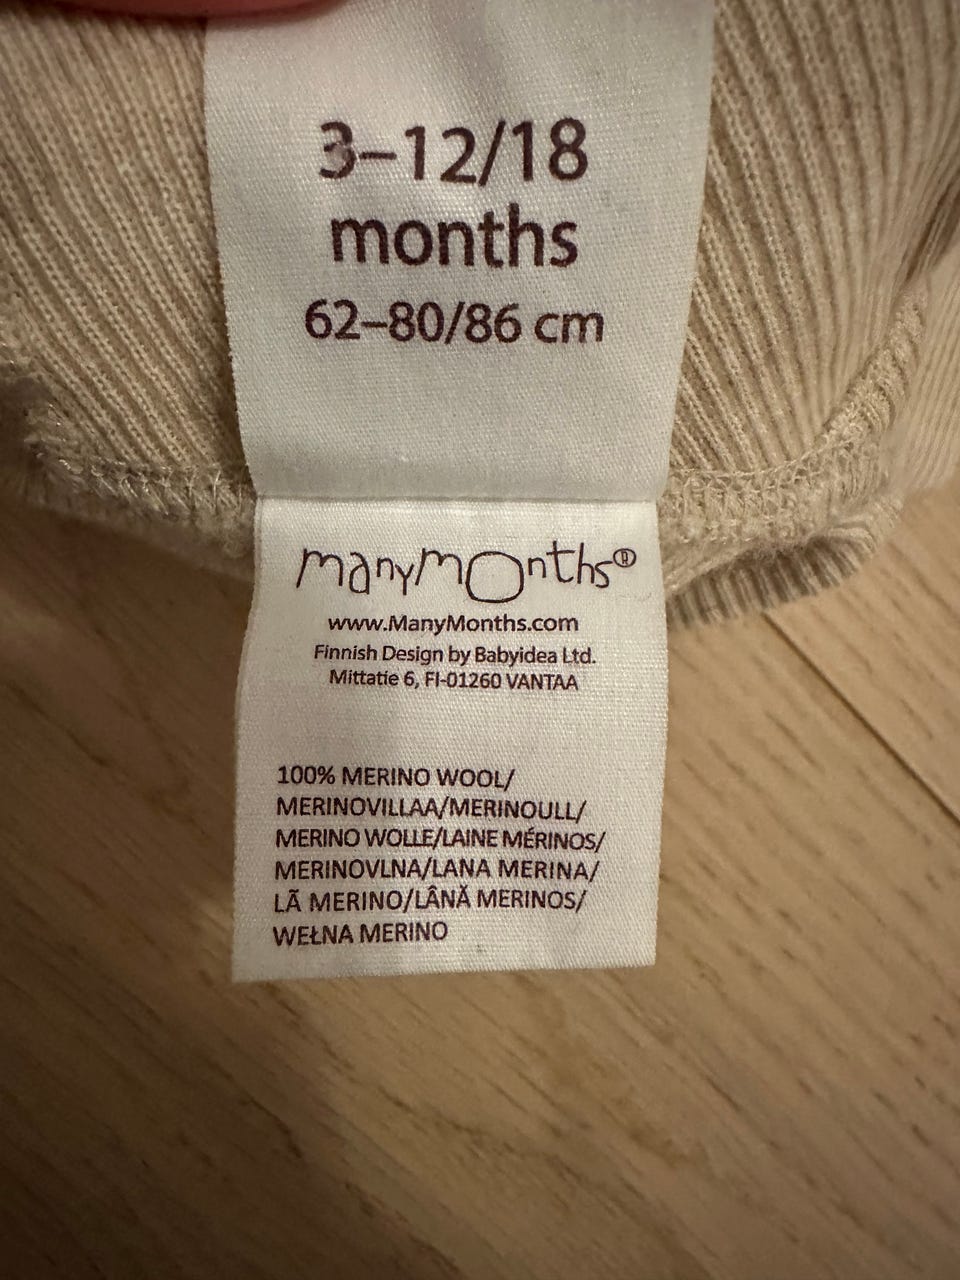 3–12/18
months
62–80/86 cm
manymonths®
www.ManyMonths.com
Finnish Design by Babyidea Ltd.
Mittatie 6, FI-01260 VANTAA
100% MERINO WOOL/
MERINOVILLAA/MERINOULL/
MERINO WOLLE/LAINE MÉRINOS/
MERINOVLNA/LANA MERINA/
LÃ MERINO/LÂNĂ MERINOS/
WEŁNA MERINO